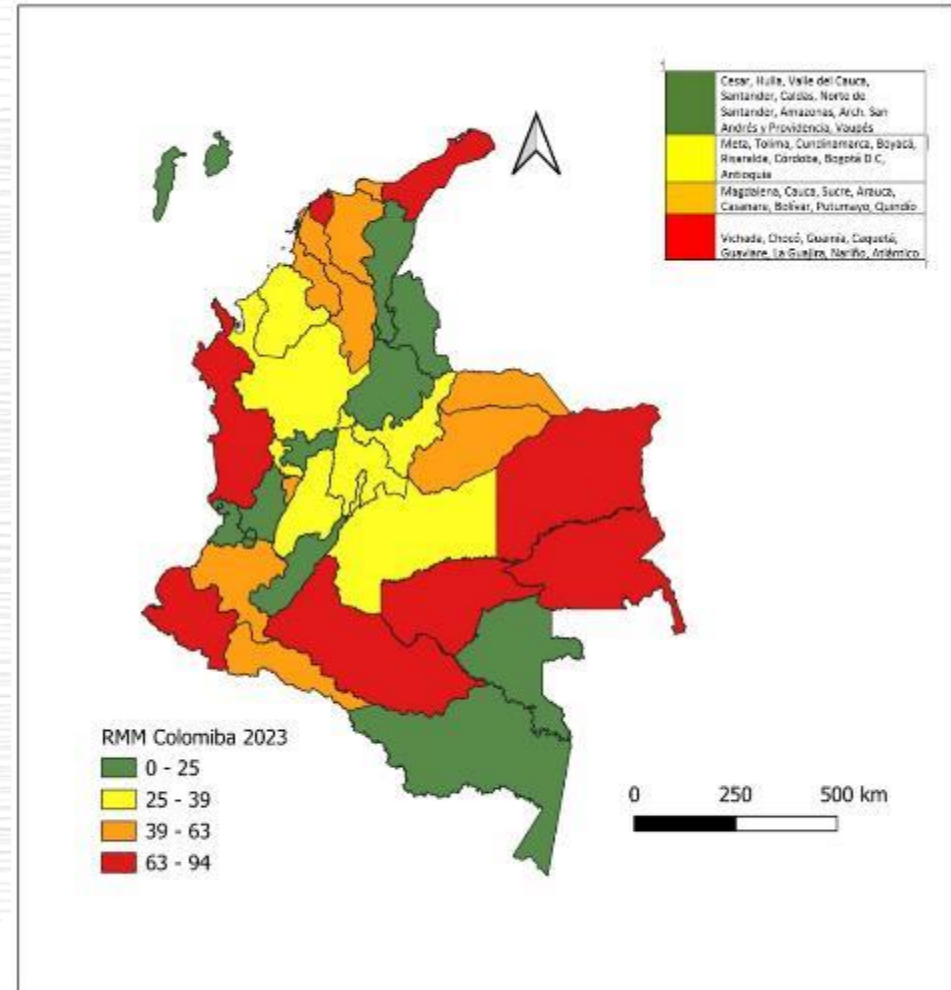 Cesar, Huila, Valle del Cauca,
Santander, Caldas, Norte de
Santander, Amazonas, Arch. San
Andrés y Providencia, Vaupés
Meta, Tolima, Cundinamarca, Boyacá,
Risaralda, Córdoba, Bogotá D.C,
Antioquia
Magdalena, Cauca, Sucre, Arauca,
Casanare, Bolívar, Putumayo, Quindío
Vichada, Chocó, Guainía, Caquetá,
Guaviare, La Guajira, Nariño, Atlántico
RMM Colomiba 2023
0 - 25
25 - 39
39 - 63
63 - 94
0 250 500 km